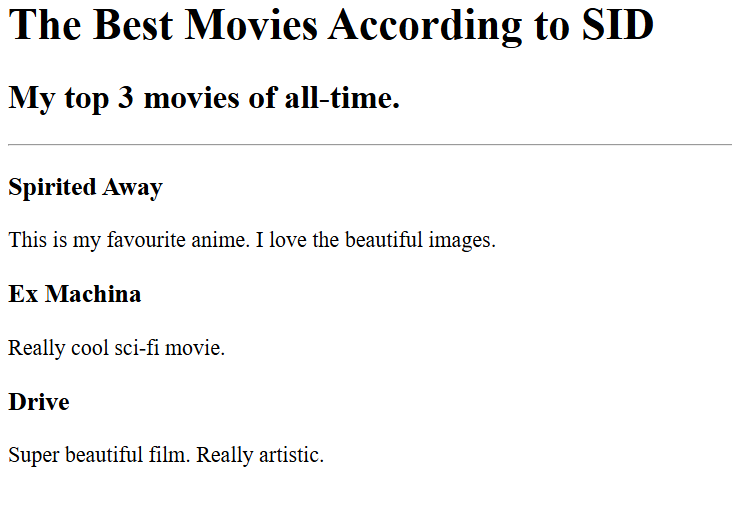 The Best Movies According to SID
My top 3 movies of all-time.
Spirited Away
This is my favourite anime. I love the beautiful images.
Ex Machina
Really cool sci-fi movie.
Drive
Super beautiful film. Really artistic.